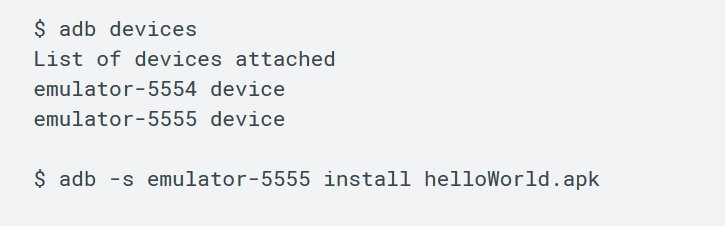 $ adb devices
List of devices attached
emulator-5554 device
emulator-5555 device
$ adb -s emulator-5555 install helloWorld.apk